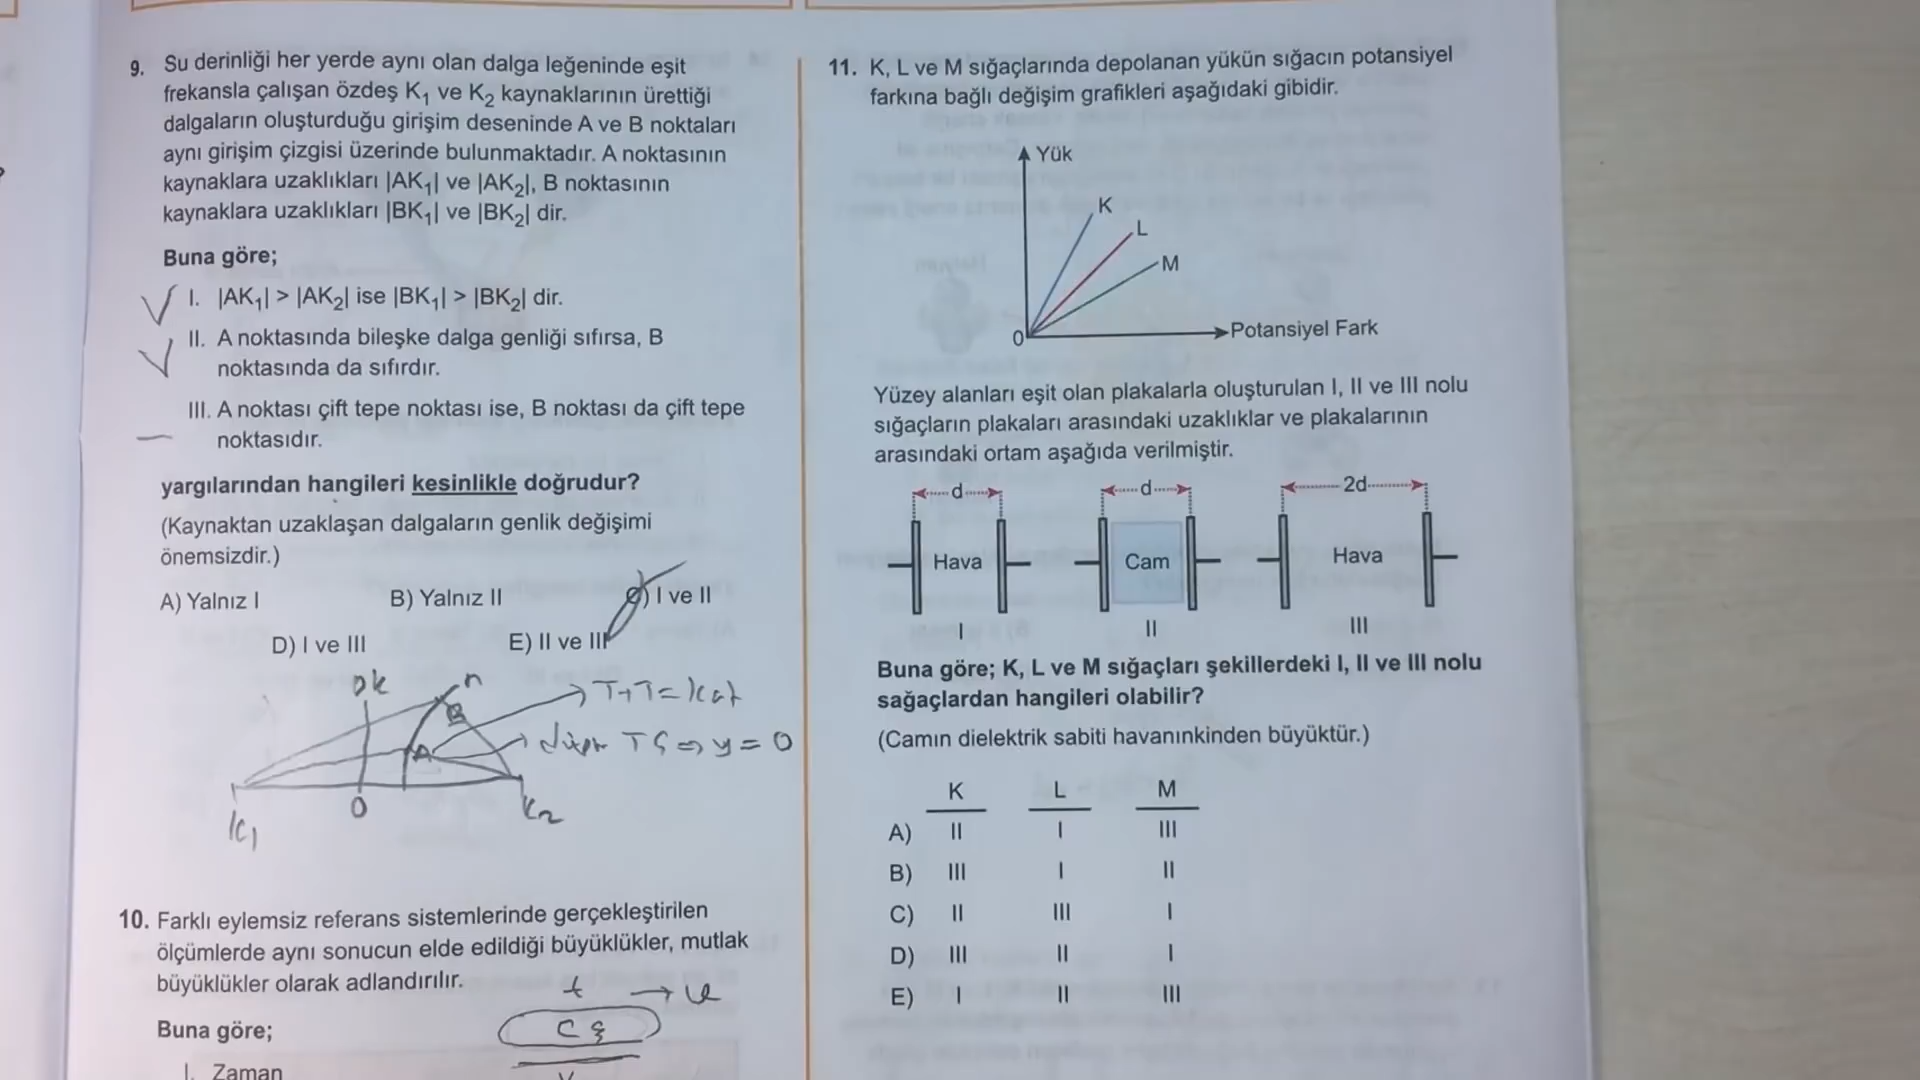 9. Su derinliği her yerde aynı olan dalga leğeninde eşit
frekansla çalışan özdeş K₁ ve K₂ kaynaklarının ürettiği
dalgaların oluşturduğu girişim deseninde A ve B noktaları
aynı girişim çizgisi üzerinde bulunmaktadır. A noktasının
kaynaklara uzaklıkları |AK₁| ve |AK₂|, B noktasının
kaynaklara uzaklıkları |BK₁| ve |BK₂| dir.
Buna göre;
I. |AK₁| > |AK₂| ise |BK₁| > |BK₂| dir.
II. A noktasında bileşke dalga genliği sıfırsa, B
noktasında da sıfırdır.
III. A noktası çift tepe noktası ise, B noktası da çift tepe
noktasıdır.
yargılarından hangileri kesinlikle doğrudur?
(Kaynaktan uzaklaşan dalgaların genlik değişimi
önemsizdir.)
A) Yalnız I B) Yalnız II C) I ve II
D) I ve III E) II ve III
n
B
A
T+T=
TÇ => y = 0
K₁ O K₂
10. Farklı eylemsiz referans sistemlerinde gerçekleştirilen
ölçümlerde aynı sonucun elde edildiği büyüklükler, mutlak
büyüklükler olarak adlandırılır.
Buna göre;
I. Zaman
11. K, L ve M sığaçlarında depolanan yükün sığacın potansiyel
farkına bağlı değişim grafikleri aşağıdaki gibidir.
Yük
K
L
M
0
Potansiyel Fark
Yüzey alanları eşit olan plakalarla oluşturulan I, II ve III nolu
sığaçların plakaları arasındaki uzaklıklar ve plakalarının
arasındaki ortam aşağıda verilmiştir.
d d 2d
Hava Cam Hava
I II III
Buna göre; K, L ve M sığaçları şekillerdeki I, II ve III nolu
sağaçlardan hangileri olabilir?
(Camın dielektrik sabiti havanınkinden büyüktür.)
K L M
A) II I III
B) III I II
C) II III I
D) III II I
E) I II III